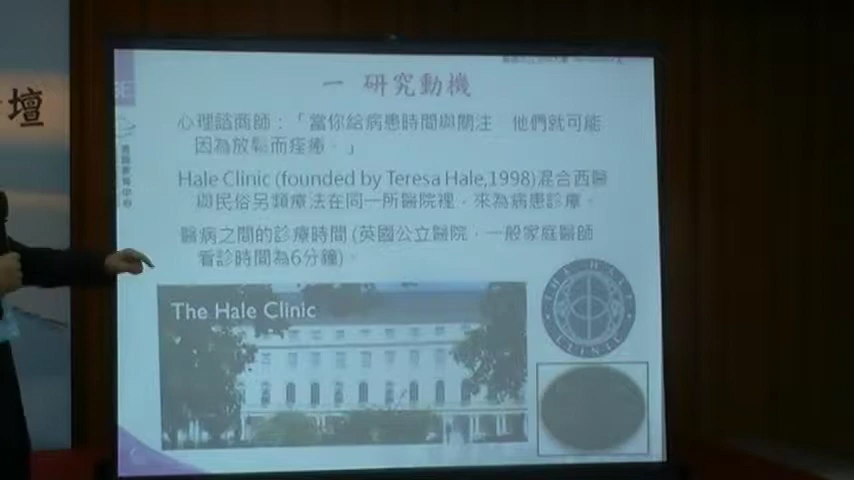 壇
一 研究動機
心理諮商師：「當你給病患時間與關注 他們就可能
因為放鬆而痊癒。」
Hale Clinic (founded by Teresa Hale,1998)混合西醫
與民俗另類療法在同一所醫院裡，來為病患診療。
醫病之間的診療時間 (英國公立醫院，一般家庭醫師
看診時間為6分鐘)。
The Hale Clinic
THE HALE
CLINIC